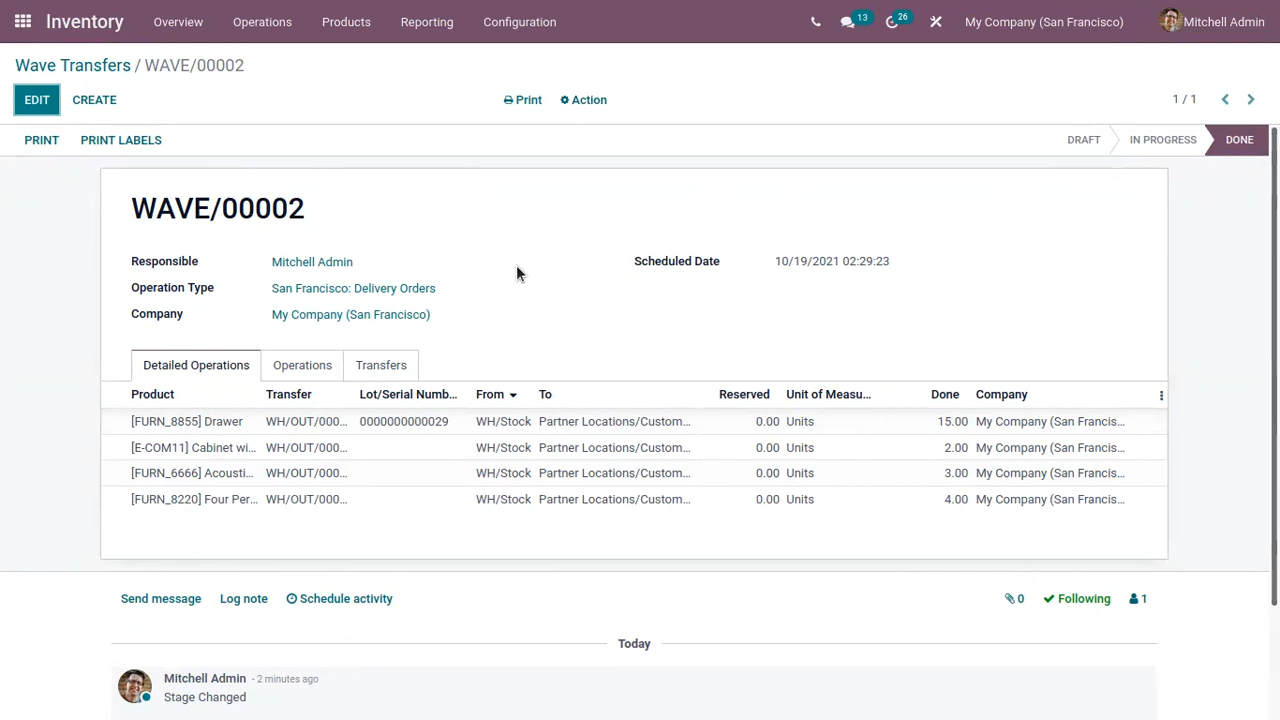 Inventory Overview Operations Products Reporting Configuration 13 26 My Company (San Francisco) Mitchell Admin
Wave Transfers / WAVE/00002
EDIT CREATE Print Action 1 / 1
PRINT PRINT LABELS DRAFT IN PROGRESS DONE
WAVE/00002
Responsible Mitchell Admin Scheduled Date 10/19/2021 02:29:23
Operation Type San Francisco: Delivery Orders
Company My Company (San Francisco)
Detailed Operations Operations Transfers
Product Transfer Lot/Serial Numb... From To Reserved Unit of Measu... Done Company
[FURN_8855] Drawer WH/OUT/000... 0000000000029 WH/Stock Partner Locations/Custom... 0.00 Units 15.00 My Company (San Francis...
[E-COM11] Cabinet wi... WH/OUT/000... WH/Stock Partner Locations/Custom... 0.00 Units 2.00 My Company (San Francis...
[FURN_6666] Acousti... WH/OUT/000... WH/Stock Partner Locations/Custom... 0.00 Units 3.00 My Company (San Francis...
[FURN_8220] Four Per... WH/OUT/000... WH/Stock Partner Locations/Custom... 0.00 Units 4.00 My Company (San Francis...
Send message Log note Schedule activity 0 Following 1
Today
Mitchell Admin - 2 minutes ago
Stage Changed